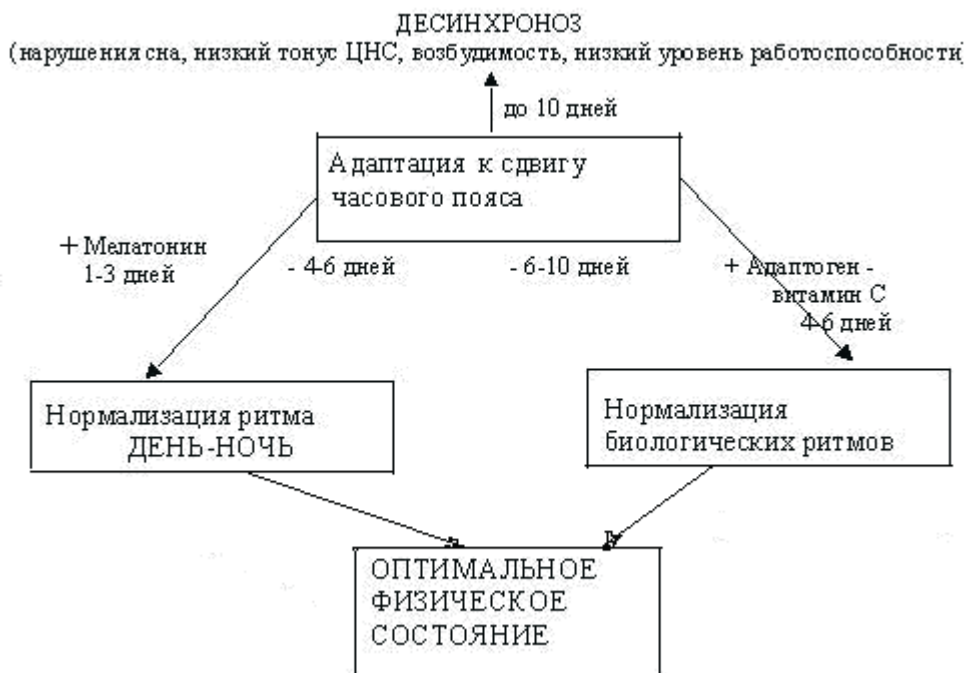 ДЕСИНХРОНОЗ
(нарушения сна, низкий тонус ЦНС, возбудимость, низкий уровень работоспособности)
до 10 дней
Адаптация к сдвигу
часового пояса
+ Мелатонин
1-3 дней
- 4-6 дней
- 6-10 дней
+ Адаптоген -
витамин С
4-6 дней
Нормализация ритма
ДЕНЬ-НОЧЬ
Нормализация
биологических ритмов
ОПТИМАЛЬНОЕ
ФИЗИЧЕСКОЕ
СОСТОЯНИЕ